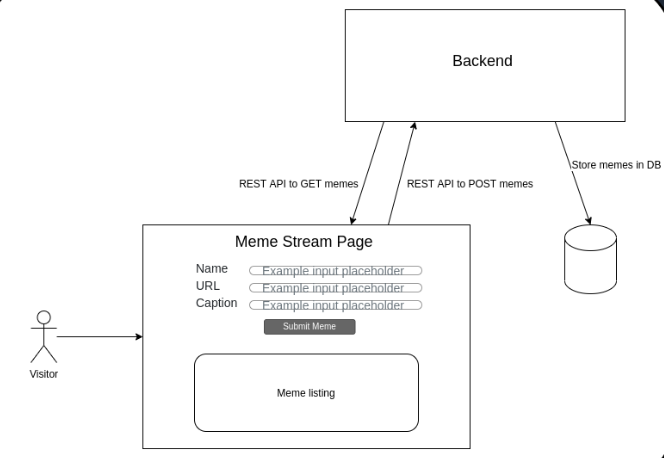 Backend
Store memes in DB
REST API to GET memes
REST API to POST memes
Meme Stream Page
Name
Example input placeholder
URL
Example input placeholder
Caption
Example input placeholder
Submit Meme
Visitor
Meme listing